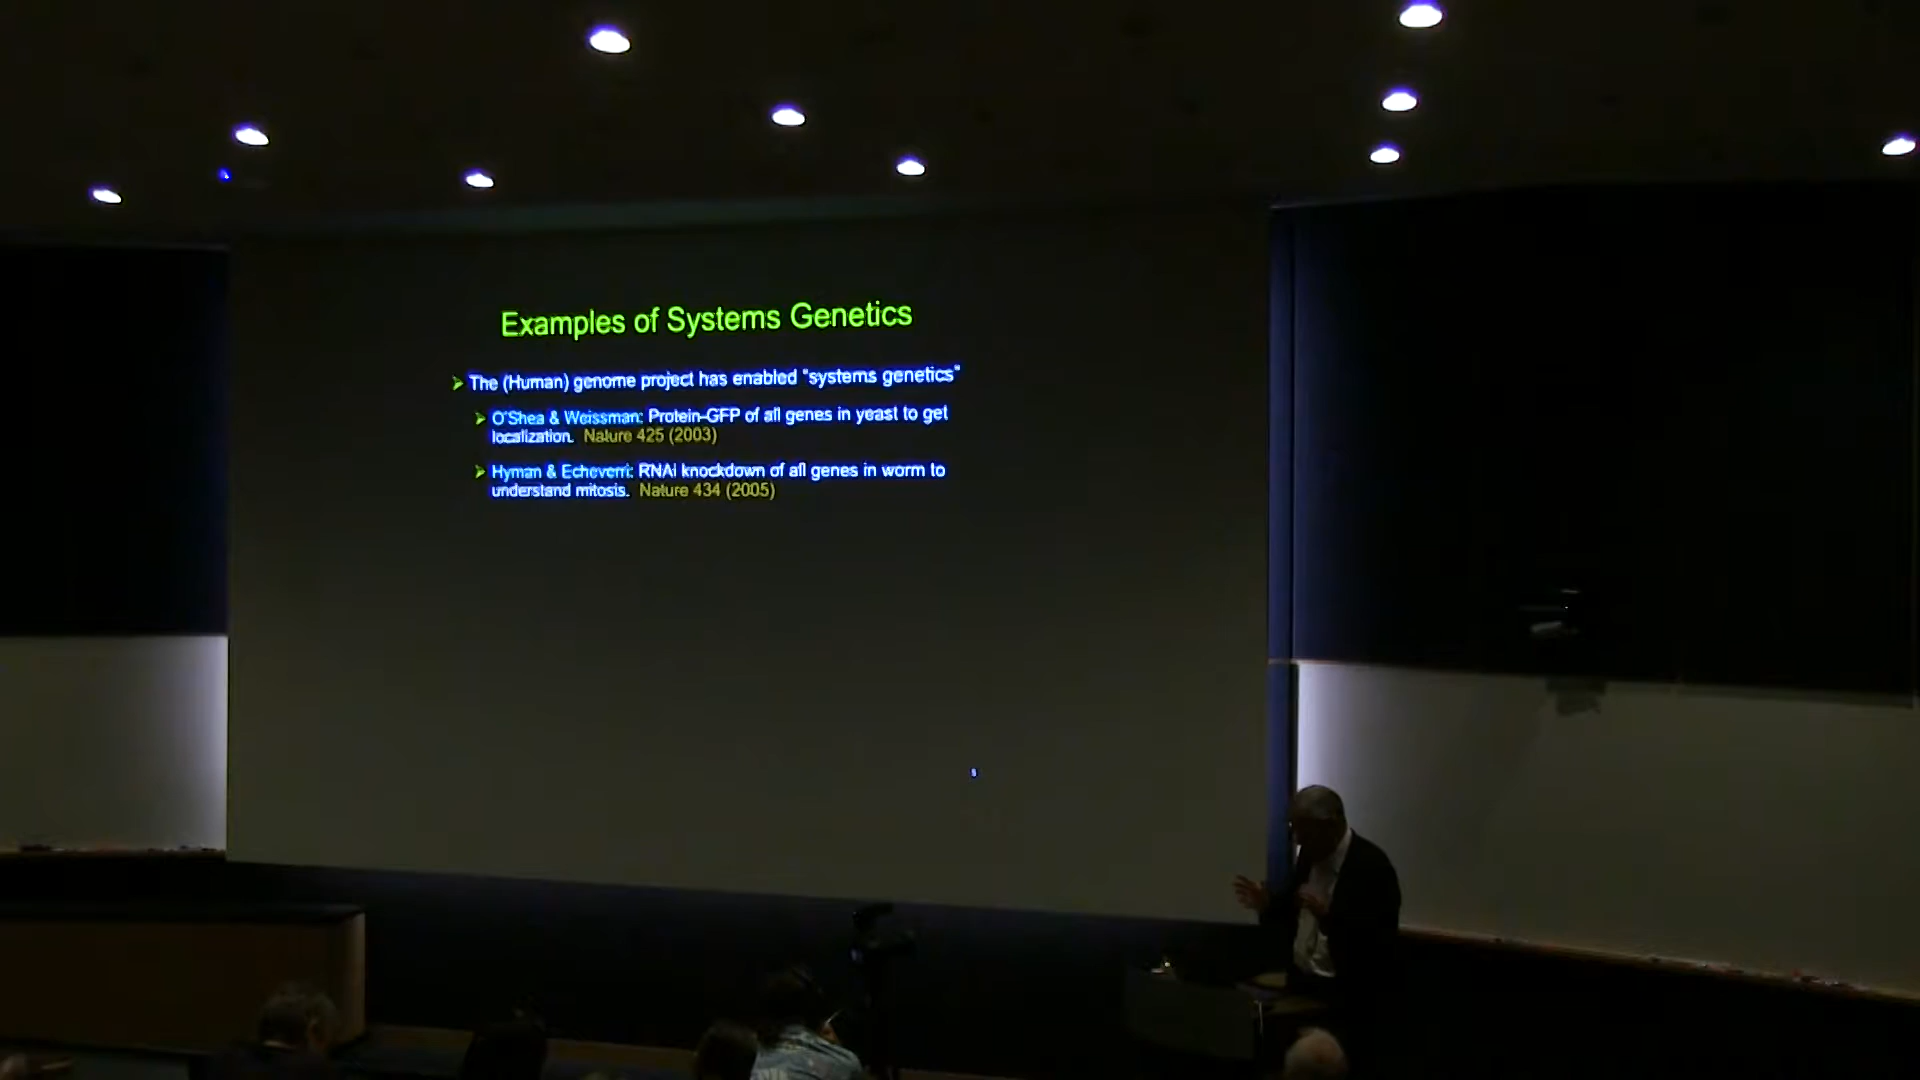 Examples of Systems Genetics
The (Human) genome project has enabled "systems genetics"
O'Shea & Weissman: Protein-GFP of all genes in yeast to get
localization. Nature 425 (2003)
Hyman & Echeverri: RNAi knockdown of all genes in worm to
understand mitosis. Nature 434 (2005)